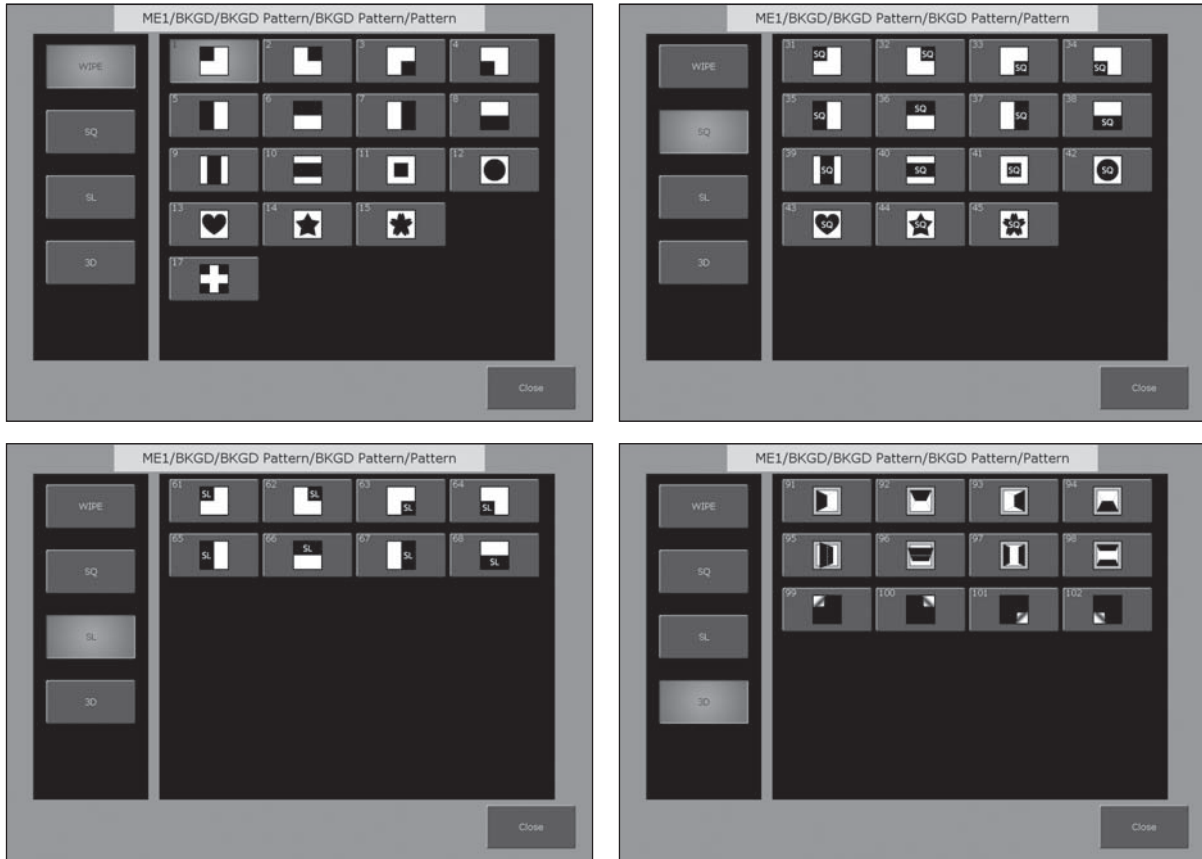 ME1/BKGD/BKGD Pattern/BKGD Pattern/Pattern
WIPE
SQ
SL
3D
1 2 3 4
5 6 7 8
9 10 11 12
13 14 15
17
Close
ME1/BKGD/BKGD Pattern/BKGD Pattern/Pattern
WIPE
SQ
SL
3D
31 SQ 32 SQ 33 SQ 34 SQ
35 SQ 36 SQ 37 SQ 38 SQ
39 SQ 40 SQ 41 SQ 42 SQ
43 SQ 44 SQ 45 SQ
Close
ME1/BKGD/BKGD Pattern/BKGD Pattern/Pattern
WIPE
SQ
SL
3D
61 SL 62 SL 63 SL 64 SL
65 SL 66 SL 67 SL 68 SL
Close
ME1/BKGD/BKGD Pattern/BKGD Pattern/Pattern
WIPE
SQ
SL
3D
91 92 93 94
95 96 97 98
99 100 101 102
Close